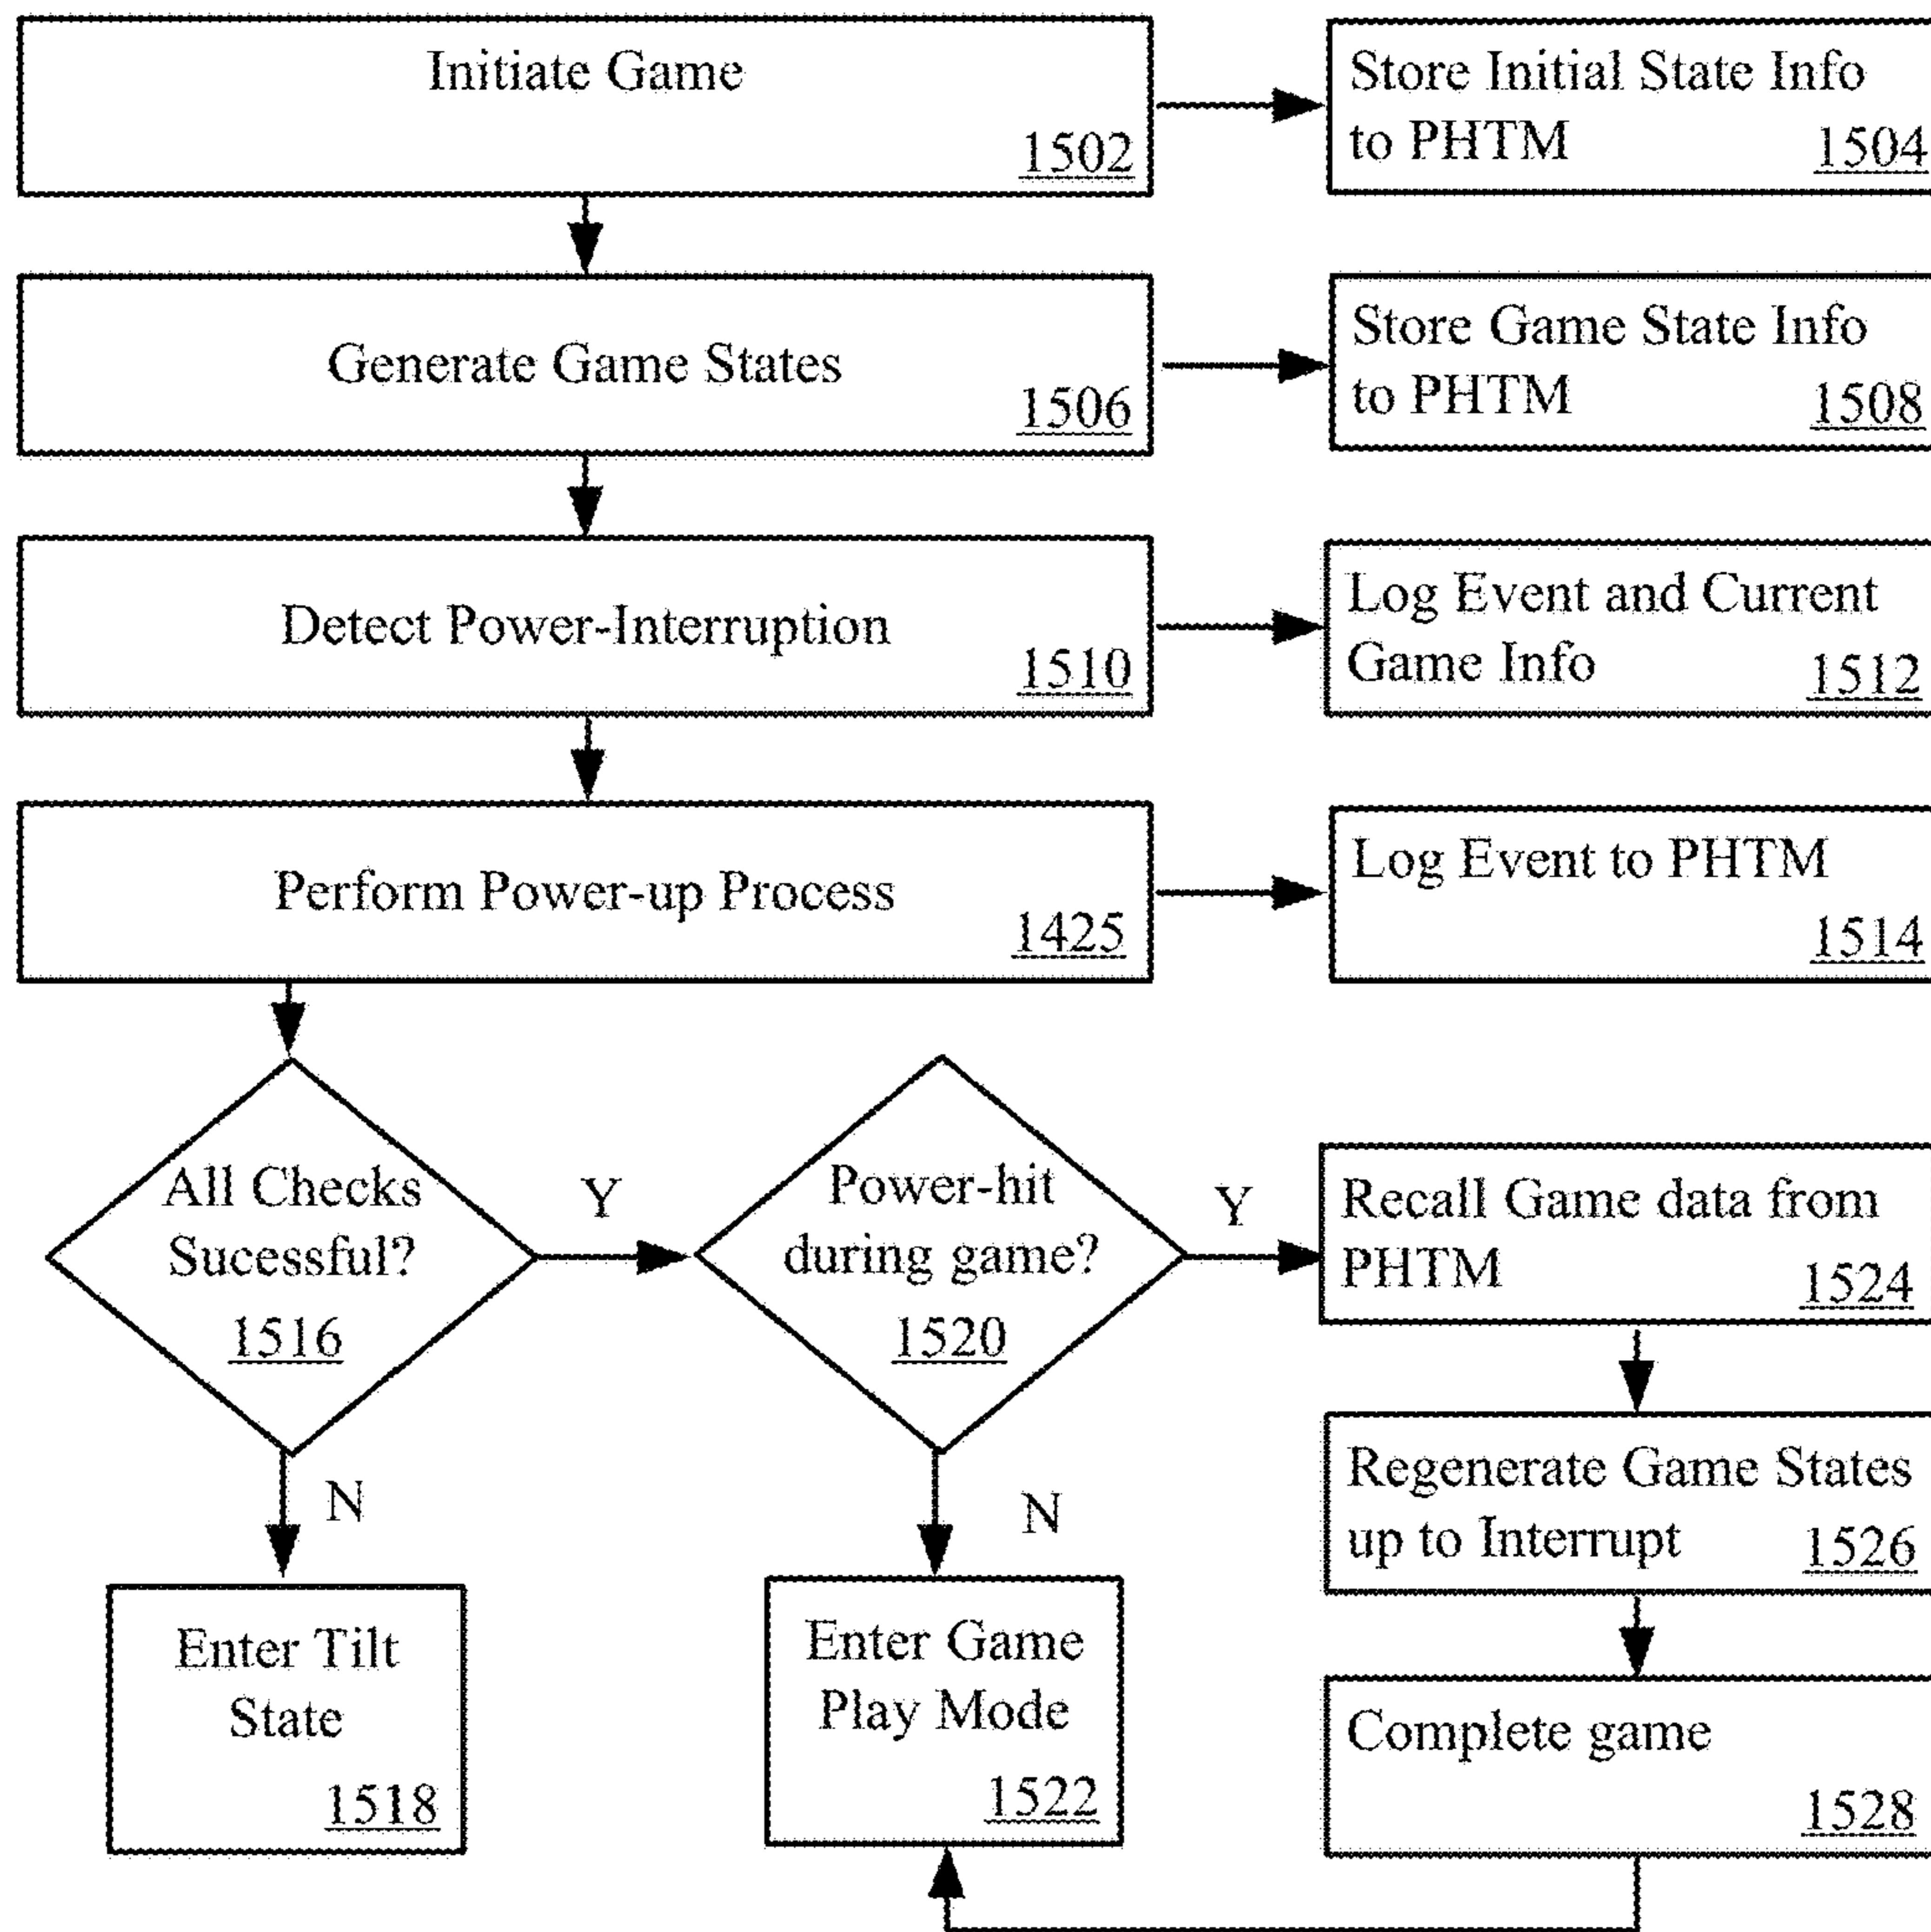 Initiate Game
1502
Store Initial State Info
to PHTM
1504
Generate Game States
1506
Store Game State Info
to PHTM
1508
Detect Power-Interruption
1510
Log Event and Current
Game Info
1512
Perform Power-up Process
1425
Log Event to PHTM
1514
All Checks
Sucessful?
1516
Y
N
Power-hit
during game?
1520
Y
N
Recall Game data from
PHTM
1524
Regenerate Game States
up to Interrupt
1526
Enter Tilt
State
1518
Enter Game
Play Mode
1522
Complete game
1528